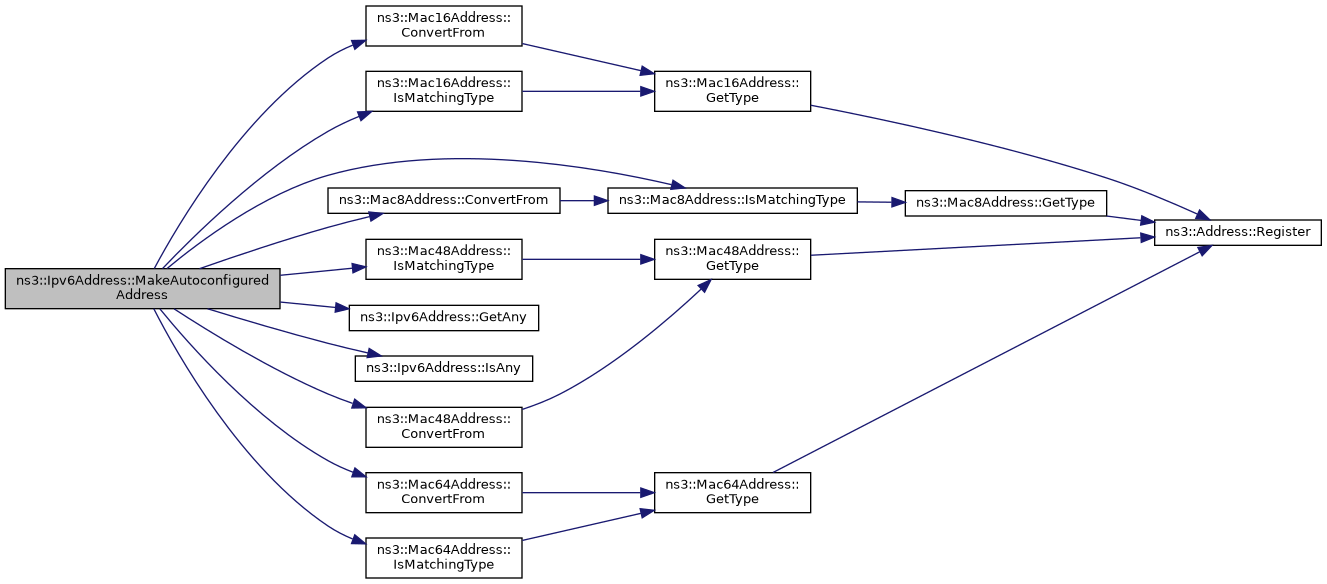 ns3::Mac16Address::
ConvertFrom
ns3::Mac16Address::
IsMatchingType
ns3::Mac16Address::
GetType
ns3::Mac8Address::ConvertFrom
ns3::Mac8Address::IsMatchingType
ns3::Mac8Address::GetType
ns3::Address::Register
ns3::Mac48Address::
IsMatchingType
ns3::Mac48Address::
GetType
ns3::Ipv6Address::MakeAutoconfigured
Address
ns3::Ipv6Address::GetAny
ns3::Ipv6Address::IsAny
ns3::Mac48Address::
ConvertFrom
ns3::Mac64Address::
ConvertFrom
ns3::Mac64Address::
GetType
ns3::Mac64Address::
IsMatchingType